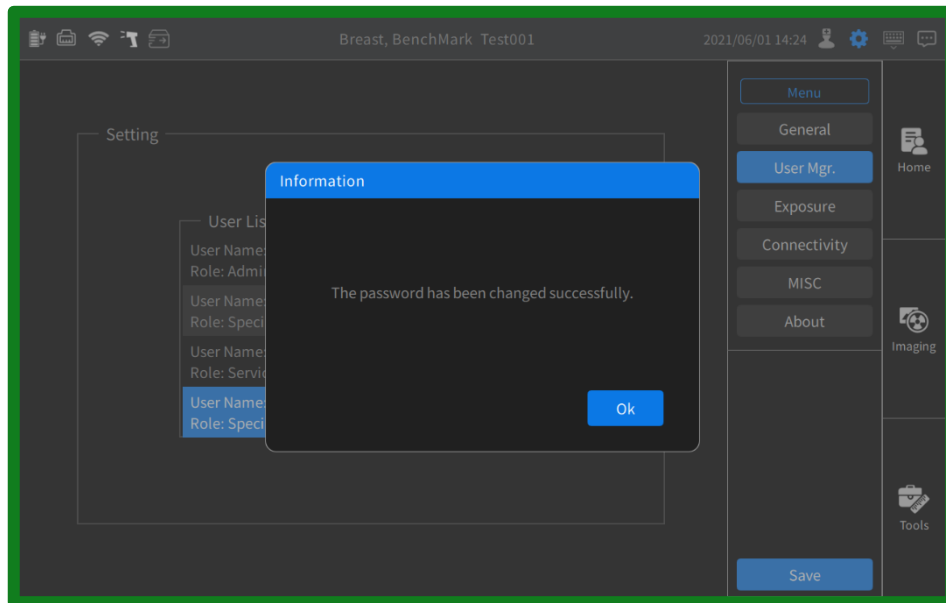 Breast, BenchMark Test001
2021/06/01 14:24
Menu
General
User Mgr.
Exposure
Connectivity
MISC
About
Save
Home
Imaging
Tools
Setting
User Lis
User Name:
Role: Admi
User Name:
Role: Speci
User Name:
Role: Servic
User Name:
Role: Speci
Information
The password has been changed successfully.
Ok